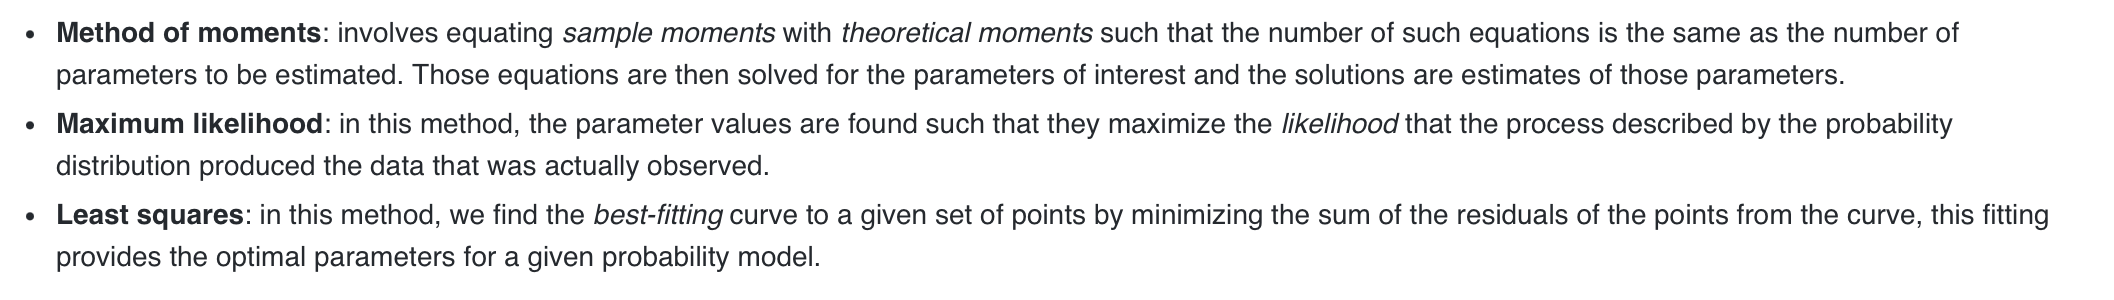 • Method of moments: involves equating sample moments with theoretical moments such that the number of such equations is the same as the number of
parameters to be estimated. Those equations are then solved for the parameters of interest and the solutions are estimates of those parameters.
• Maximum likelihood: in this method, the parameter values are found such that they maximize the likelihood that the process described by the probability
distribution produced the data that was actually observed.
• Least squares: in this method, we find the best-fitting curve to a given set of points by minimizing the sum of the residuals of the points from the curve, this fitting
provides the optimal parameters for a given probability model.